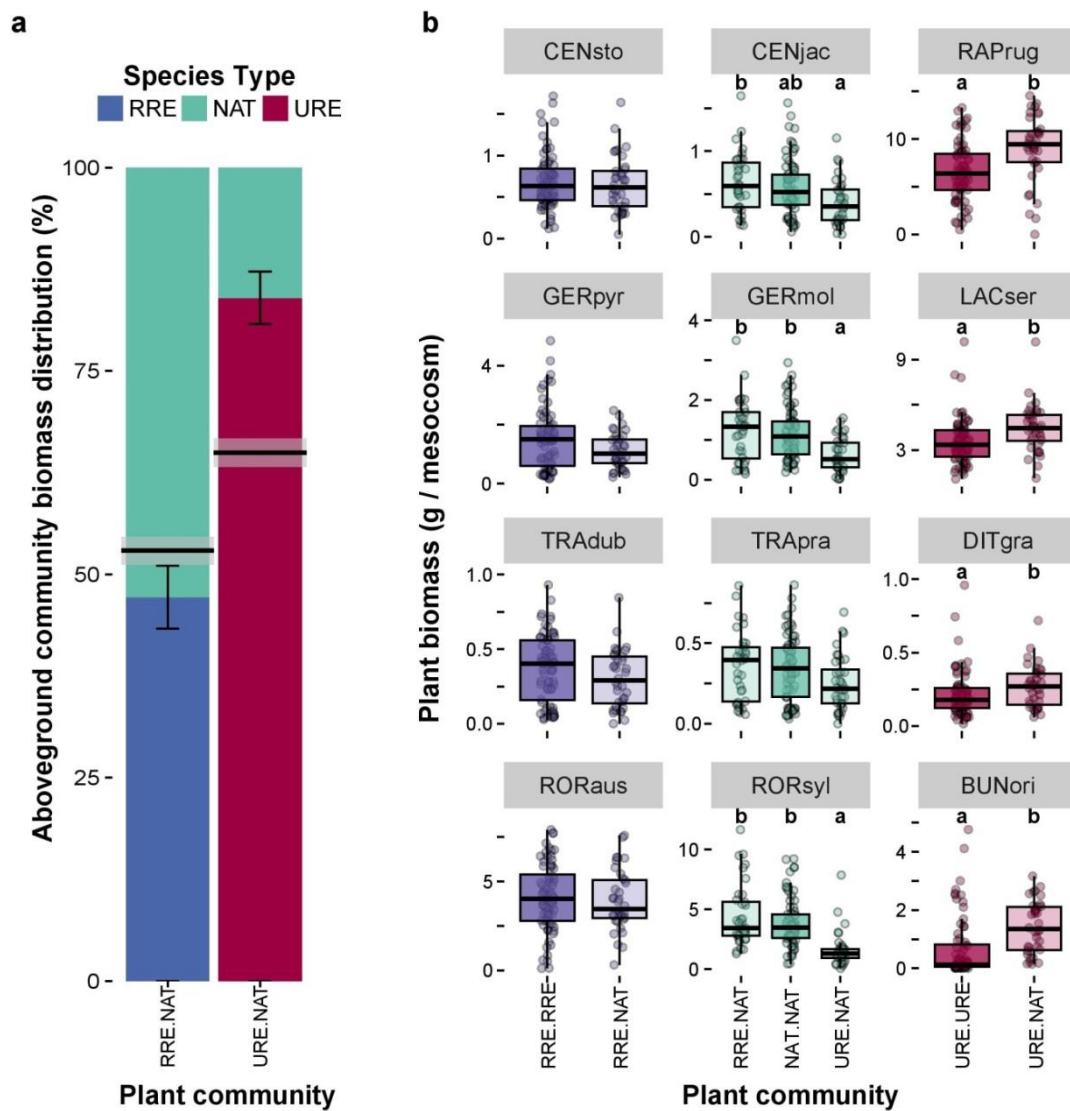 a
Species Type
RRE NAT URE
100
75
50
25
0
Aboveground community biomass distribution (%)
RRE.NAT
URE.NAT
Plant community
b
Plant biomass (g / mesocosm)
CENsto
1
0
CENjac
b ab a
1
0
RAPrug
a b
10
0
GERpyr
4
2
0
GERmol
b b a
4
2
0
LACser
a b
9
3
TRAdub
1.0
0.5
0.0
TRApra
0.5
0.0
DITgra
a b
1.0
0.5
0.0
RORaus
5
0
RORsyl
b b a
10
5
0
BUNori
a b
4
2
0
RRE.RRE
RRE.NAT
RRE.NAT
NAT.NAT
URE.NAT
URE.URE
URE.NAT
Plant community